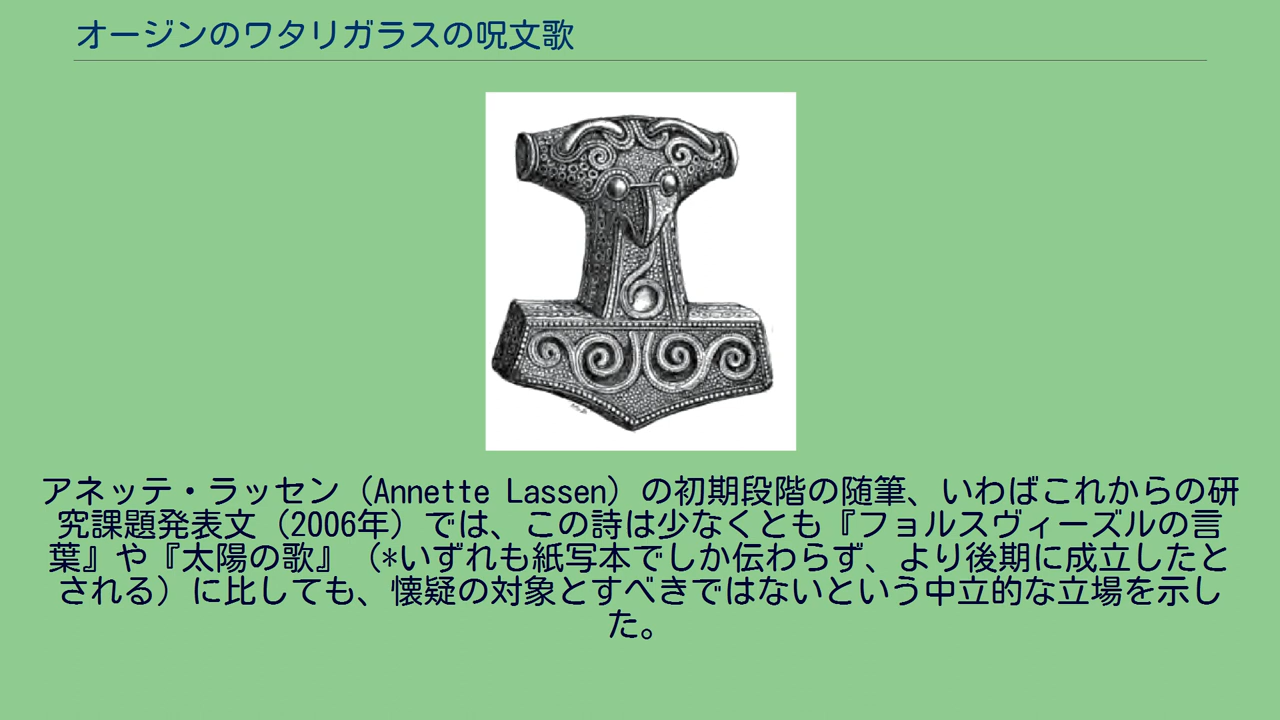 オージンのワタリガラスの呪文歌
アネッテ・ラッセン（Annette Lassen）の初期段階の随筆、いわばこれからの研
究課題発表文（2006年）では、この詩は少なくとも『フョルスヴィーズルの言
葉』や『太陽の歌』（*いずれも紙写本でしか伝わらず、より後期に成立したと
される）に比しても、懐疑の対象とすべきではないという中立的な立場を示し
た。